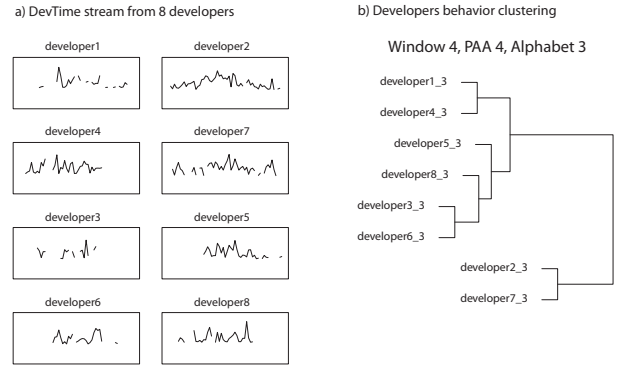 a) DevTime stream from 8 developers
developer1
developer2
developer4
developer7
developer3
developer5
developer6
developer8
b) Developers behavior clustering
Window 4, PAA 4, Alphabet 3
developer1_3
developer4_3
developer5_3
developer8_3
developer3_3
developer6_3
developer2_3
developer7_3